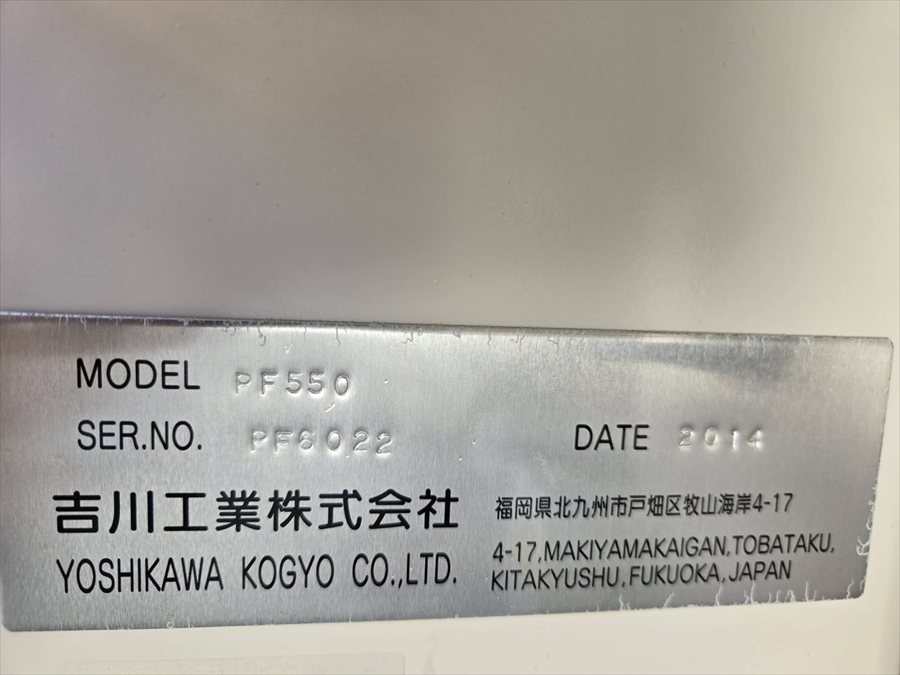 MODEL PF550
SER.NO. PF6022 DATE 2014
吉川工業株式会社
YOSHIKAWA KOGYO CO.,LTD.
福岡県北九州市戸畑区牧山海岸4-17
4-17,MAKIYAMAKAIGAN,TOBATAKU,
KITAKYUSHU,FUKUOKA,JAPAN